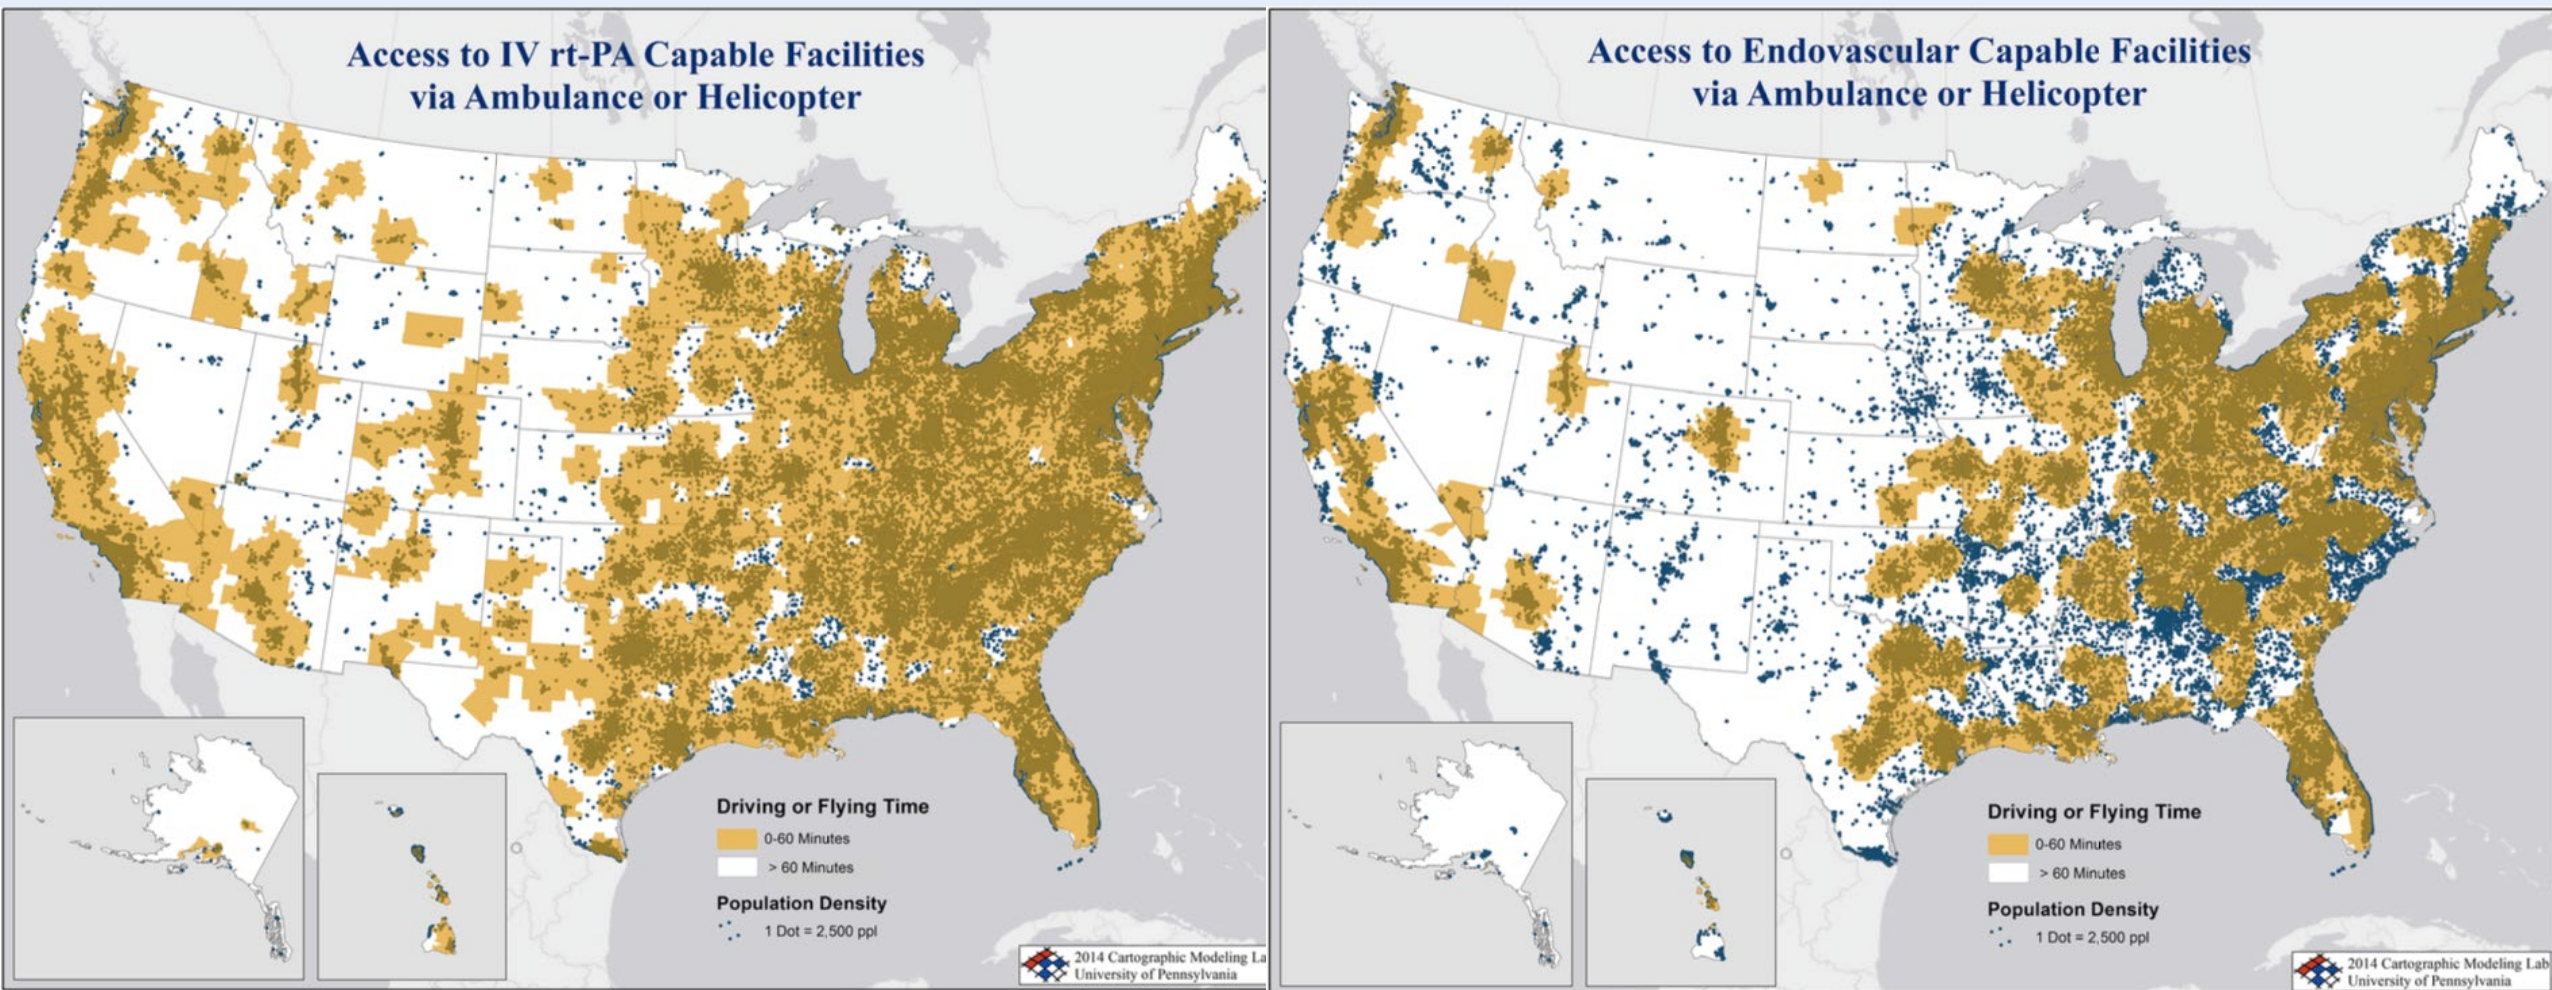 Access to IV rt-PA Capable Facilities
via Ambulance or Helicopter
Driving or Flying Time
0-60 Minutes
> 60 Minutes
Population Density
1 Dot = 2,500 ppl
2014 Cartographic Modeling La
University of Pennsylvania
Access to Endovascular Capable Facilities
via Ambulance or Helicopter
Driving or Flying Time
0-60 Minutes
> 60 Minutes
Population Density
1 Dot = 2,500 ppl
2014 Cartographic Modeling Lab
University of Pennsylvania